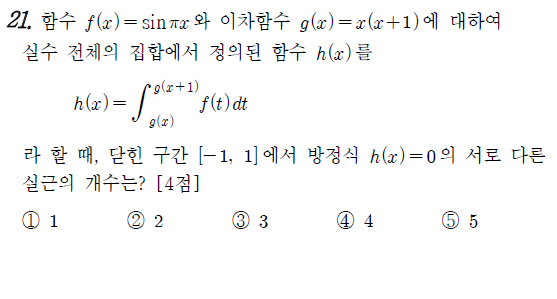 21. 함수 f(x)=sin πx 와 이차함수 g(x)=x(x+1)에 대하여
실수 전체의 집합에서 정의된 함수 h(x)를
h(x)=∫_{g(x)}^{g(x+1)} f(t)dt
라 할 때, 닫힌 구간 [-1, 1]에서 방정식 h(x)=0의 서로 다른
실근의 개수는? [4점]
① 1 ② 2 ③ 3 ④ 4 ⑤ 5